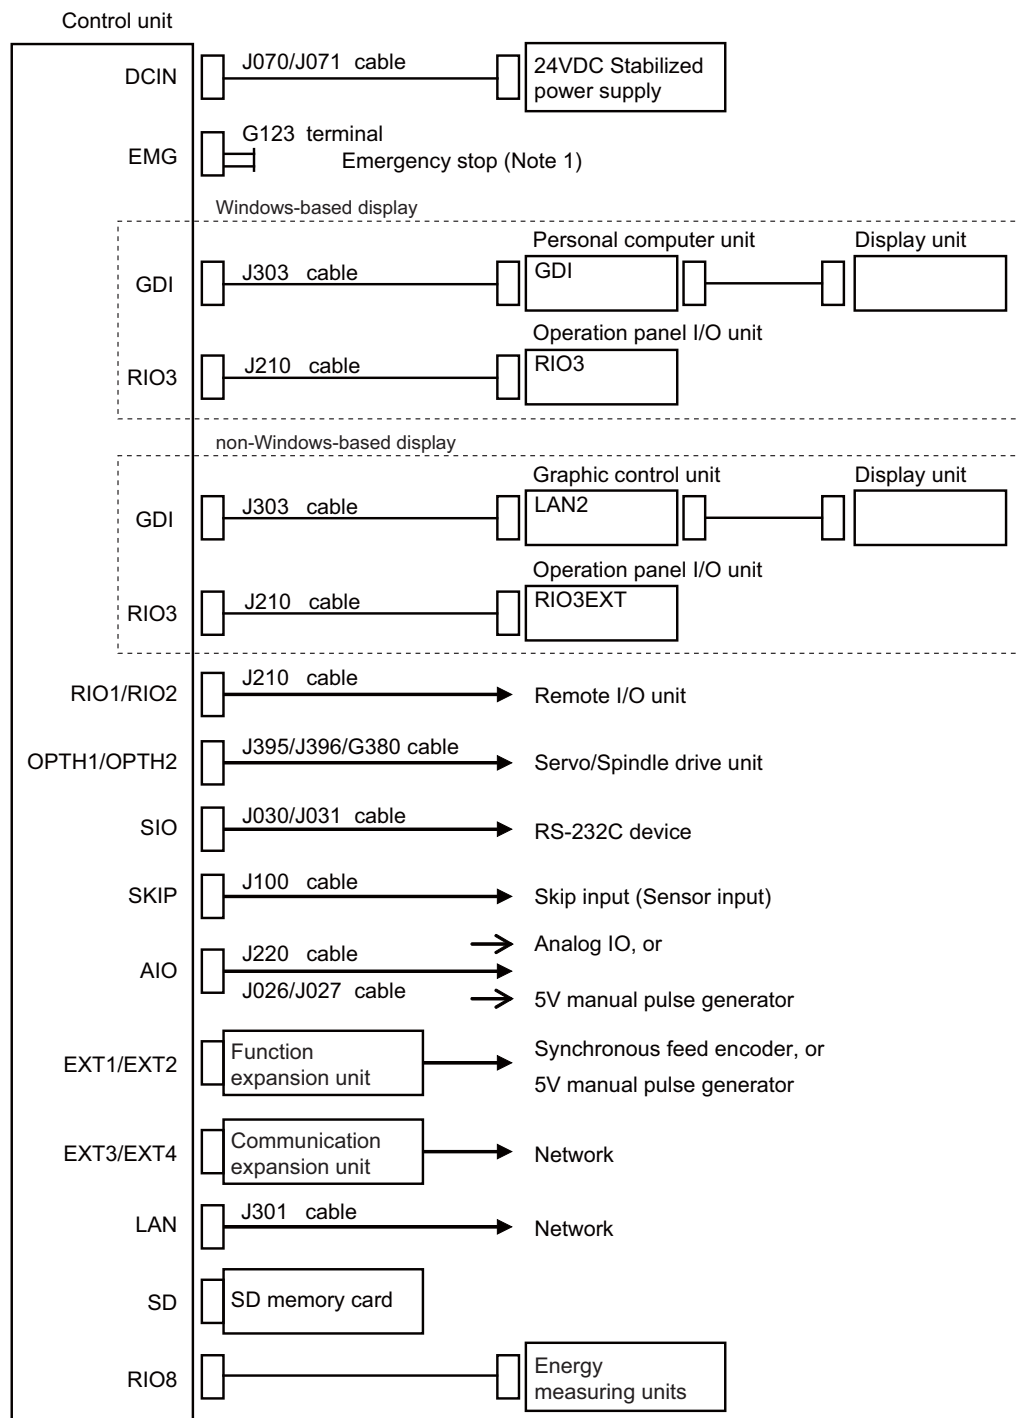 Control unit
DCIN
J070/J071 cable
24VDC Stabilized
power supply
EMG
G123 terminal
Emergency stop (Note 1)
Windows-based display
Personal computer unit
Display unit
GDI
J303 cable
GDI
Operation panel I/O unit
RIO3
J210 cable
RIO3
non-Windows-based display
Graphic control unit
Display unit
GDI
J303 cable
LAN2
Operation panel I/O unit
RIO3
J210 cable
RIO3EXT
RIO1/RIO2
J210 cable
Remote I/O unit
OPTH1/OPTH2
J395/J396/G380 cable
Servo/Spindle drive unit
SIO
J030/J031 cable
RS-232C device
SKIP
J100 cable
Skip input (Sensor input)
AIO
J220 cable
Analog IO, or
J026/J027 cable
5V manual pulse generator
EXT1/EXT2
Function
expansion unit
Synchronous feed encoder, or
5V manual pulse generator
EXT3/EXT4
Communication
expansion unit
Network
LAN
J301 cable
Network
SD
SD memory card
RIO8
Energy
measuring units